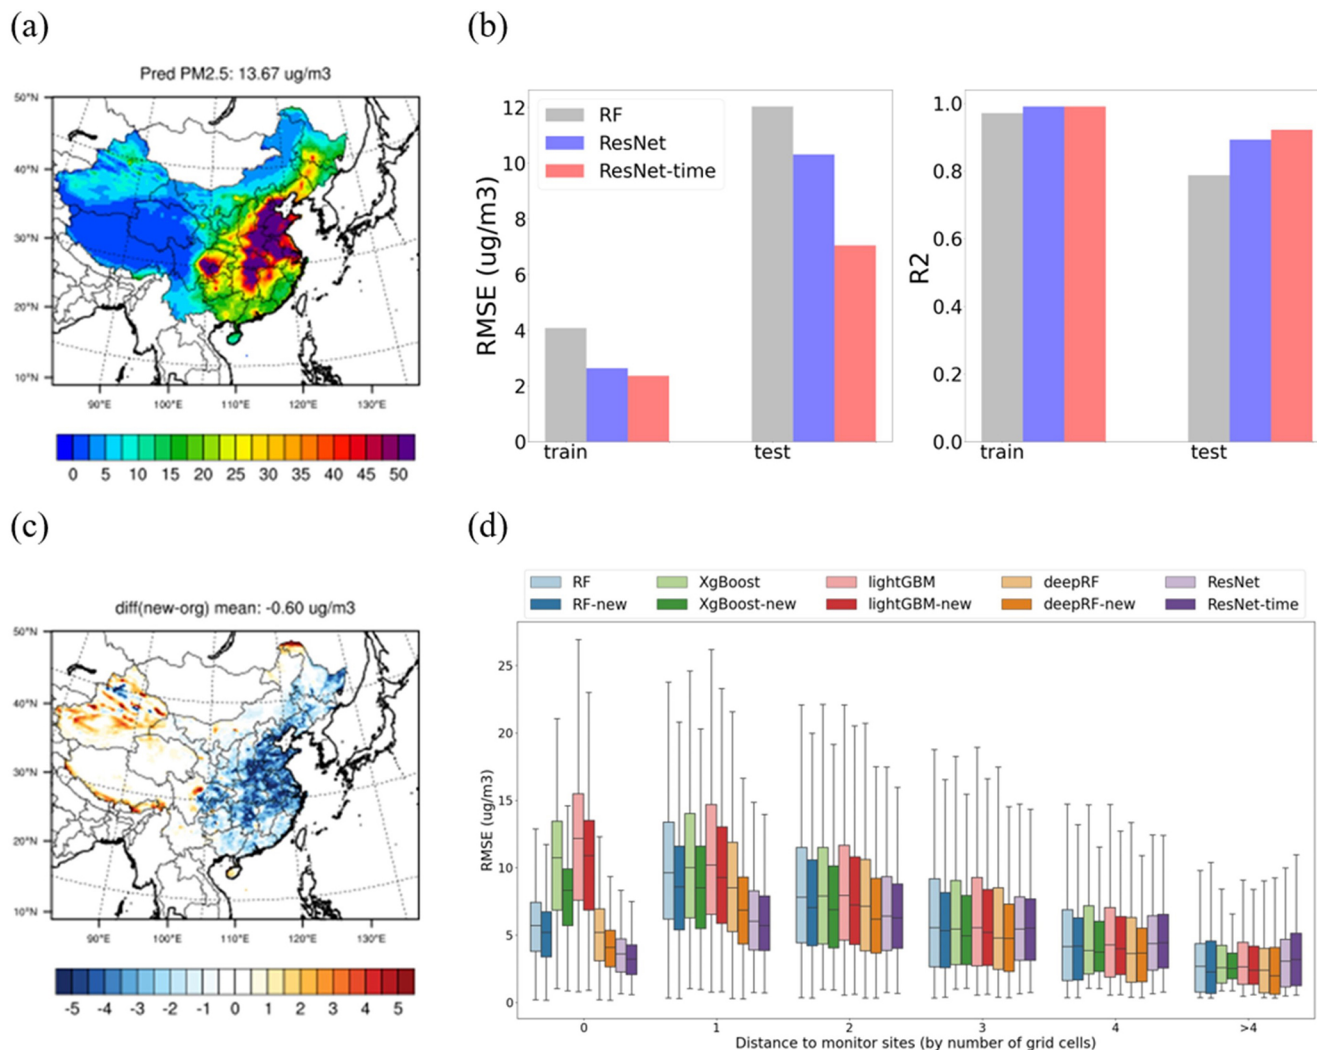 (a)
Pred PM2.5: 13.67 ug/m3
50°N
40°N
30°N
20°N
10°N
90°E 100°E 110°E 120°E 130°E
0 5 10 15 20 25 30 35 40 45 50
(b)
RMSE (ug/m3)
12
10
8
6
4
2
0
RF
ResNet
ResNet-time
train test
R2
1.0
0.8
0.6
0.4
0.2
0.0
train test
(c)
diff(new-org) mean: -0.60 ug/m3
50°N
40°N
30°N
20°N
10°N
90°E 100°E 110°E 120°E 130°E
-5 -4 -3 -2 -1 0 1 2 3 4 5
(d)
RF XgBoost lightGBM deepRF ResNet
RF-new XgBoost-new lightGBM-new deepRF-new ResNet-time
RMSE (ug/m3)
25
20
15
10
5
0
0 1 2 3 4 >4
Distance to monitor sites (by number of grid cells)